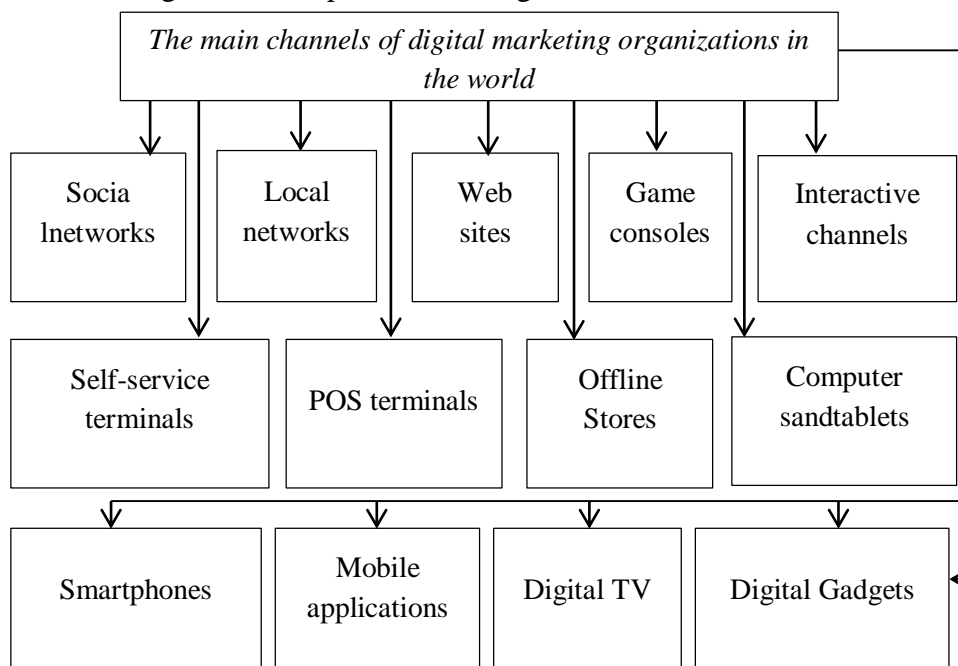 The main channels of digital marketing organizations in
the world
Socia
lnetworks
Local
networks
Web
sites
Game
consoles
Interactive
channels
Self-service
terminals
POS terminals
Offline
Stores
Computer
sandtablets
Smartphones
Mobile
applications
Digital TV
Digital Gadgets